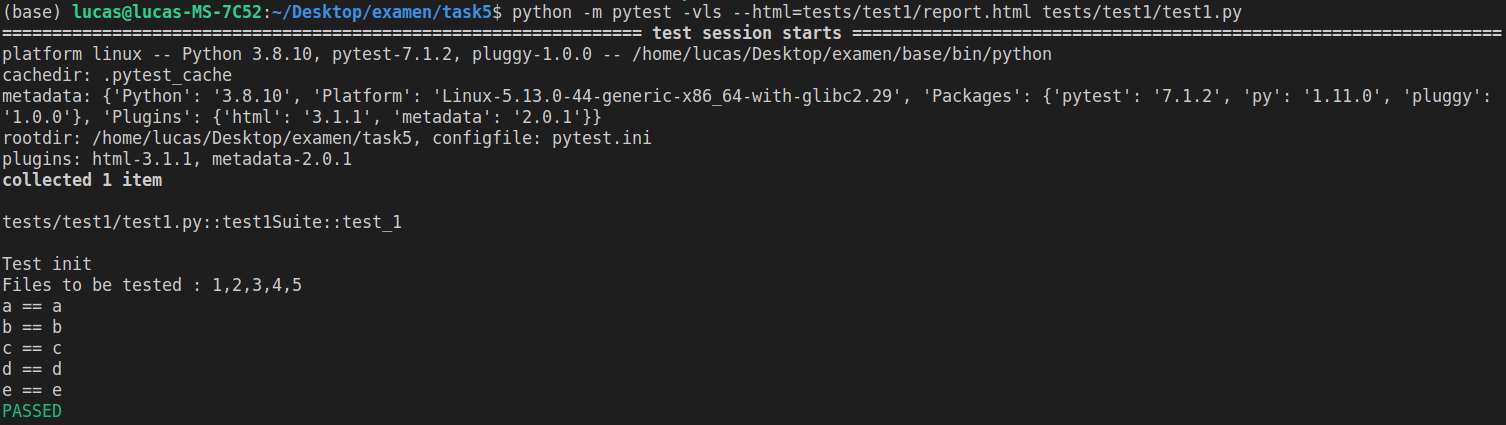 (base) lucas@lucas-MS-7C52:~/Desktop/examen/task5$ python -m pytest -vls --html=tests/test1/report.html tests/test1/test1.py
================================================================ test session starts =================================================================
platform linux -- Python 3.8.10, pytest-7.1.2, pluggy-1.0.0 -- /home/lucas/Desktop/examen/base/bin/python
cachedir: .pytest_cache
metadata: {'Python': '3.8.10', 'Platform': 'Linux-5.13.0-44-generic-x86_64-with-glibc2.29', 'Packages': {'pytest': '7.1.2', 'py': '1.11.0', 'pluggy':
'1.0.0'}, 'Plugins': {'html': '3.1.1', 'metadata': '2.0.1'}}
rootdir: /home/lucas/Desktop/examen/task5, configfile: pytest.ini
plugins: html-3.1.1, metadata-2.0.1
collected 1 item
tests/test1/test1.py::test1Suite::test_1
Test init
Files to be tested : 1,2,3,4,5
a == a
b == b
c == c
d == d
e == e
PASSED